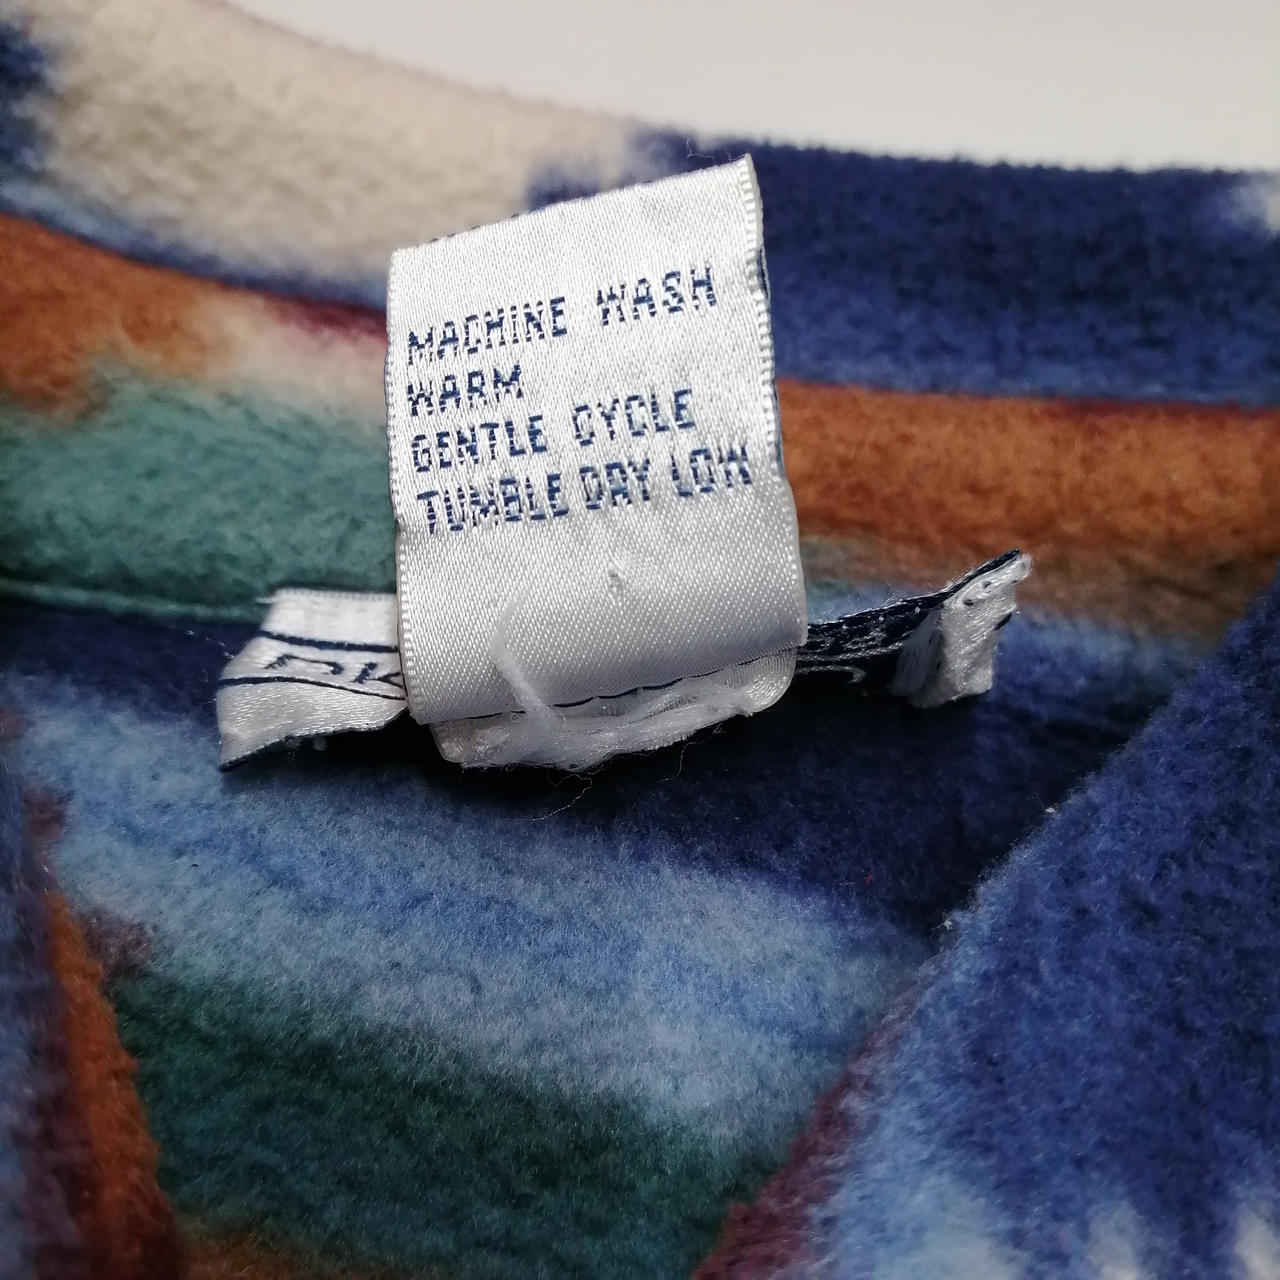 MACHINE WASH
WARM
GENTLE CYCLE
TUMBLE DRY LOW